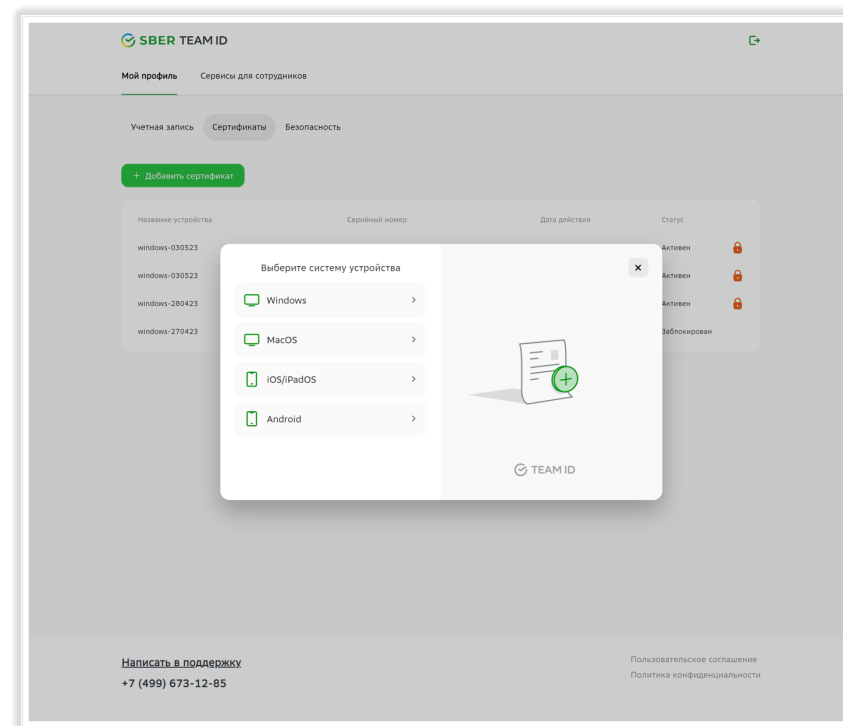 SBER TEAM ID
Мой профиль Сервисы для сотрудников
Учетная запись Сертификаты Безопасность
+ Добавить сертификат
Название устройства Серийный номер Дата действия Статус
windows-030523 Активен
windows-030523 Активен
windows-280423 Активен
windows-270423 Заблокирован
Выберите систему устройства
Windows
MacOS
iOS/iPadOS
Android
TEAM ID
Написать в поддержку
+7 (499) 673-12-85
Пользовательское соглашение
Политика конфиденциальности